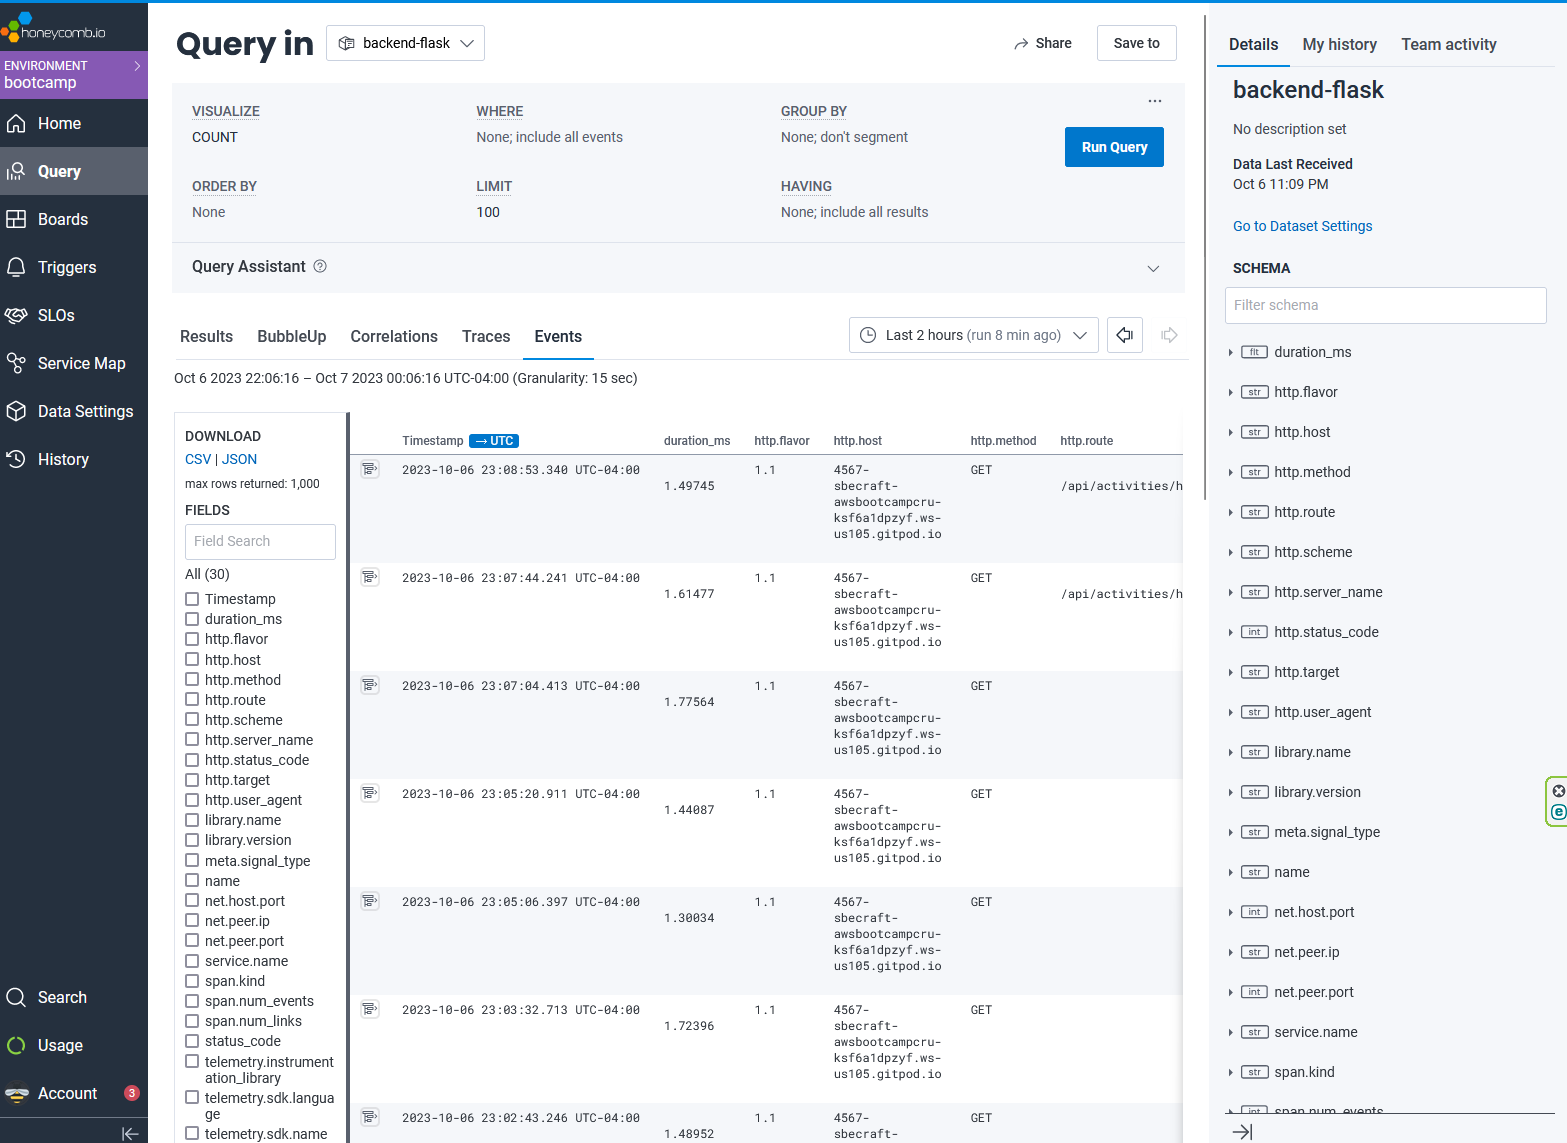 honeycomb.io
ENVIRONMENT
bootcamp
Home
Query
Boards
Triggers
SLOs
Service Map
Data Settings
History
Search
Usage
Account
3
Query in
backend-flask
Share
Save to
VISUALIZE
COUNT
WHERE
None; include all events
GROUP BY
None; don't segment
...
Run Query
ORDER BY
None
LIMIT
100
HAVING
None; include all results
Query Assistant
Results
BubbleUp
Correlations
Traces
Events
Last 2 hours (run 8 min ago)
Oct 6 2023 22:06:16 – Oct 7 2023 00:06:16 UTC-04:00 (Granularity: 15 sec)
DOWNLOAD
CSV | JSON
max rows returned: 1,000
FIELDS
Field Search
All (30)
Timestamp
duration_ms
http.flavor
http.host
http.method
http.route
http.scheme
http.server_name
http.status_code
http.target
http.user_agent
library.name
library.version
meta.signal_type
name
net.host.port
net.peer.ip
net.peer.port
service.name
span.kind
span.num_events
span.num_links
status_code
telemetry.instrument
ation_library
telemetry.sdk.langua
ge
telemetry.sdk.name
Timestamp → UTC duration_ms http.flavor http.host http.method http.route
2023-10-06 23:08:53.340 UTC-04:00 1.1 4567- GET
1.49745 sbecraft- /api/activities/h
awsbootcampcru-
ksf6a1dpzyf.ws-
us105.gitpod.io
2023-10-06 23:07:44.241 UTC-04:00 1.1 4567- GET
1.61477 sbecraft- /api/activities/h
awsbootcampcru-
ksf6a1dpzyf.ws-
us105.gitpod.io
2023-10-06 23:07:04.413 UTC-04:00 1.1 4567- GET
1.77564 sbecraft-
awsbootcampcru-
ksf6a1dpzyf.ws-
us105.gitpod.io
2023-10-06 23:05:20.911 UTC-04:00 1.1 4567- GET
1.44087 sbecraft-
awsbootcampcru-
ksf6a1dpzyf.ws-
us105.gitpod.io
2023-10-06 23:05:06.397 UTC-04:00 1.1 4567- GET
1.30034 sbecraft-
awsbootcampcru-
ksf6a1dpzyf.ws-
us105.gitpod.io
2023-10-06 23:03:32.713 UTC-04:00 1.1 4567- GET
1.72396 sbecraft-
awsbootcampcru-
ksf6a1dpzyf.ws-
us105.gitpod.io
2023-10-06 23:02:43.246 UTC-04:00 1.1 4567- GET
1.48952 sbecraft-
Details
My history
Team activity
backend-flask
No description set
Data Last Received
Oct 6 11:09 PM
Go to Dataset Settings
SCHEMA
Filter schema
flt duration_ms
str http.flavor
str http.host
str http.method
str http.route
str http.scheme
str http.server_name
int http.status_code
str http.target
str http.user_agent
str library.name
str library.version
str meta.signal_type
str name
int net.host.port
str net.peer.ip
int net.peer.port
str service.name
str span.kind
int span.num_events